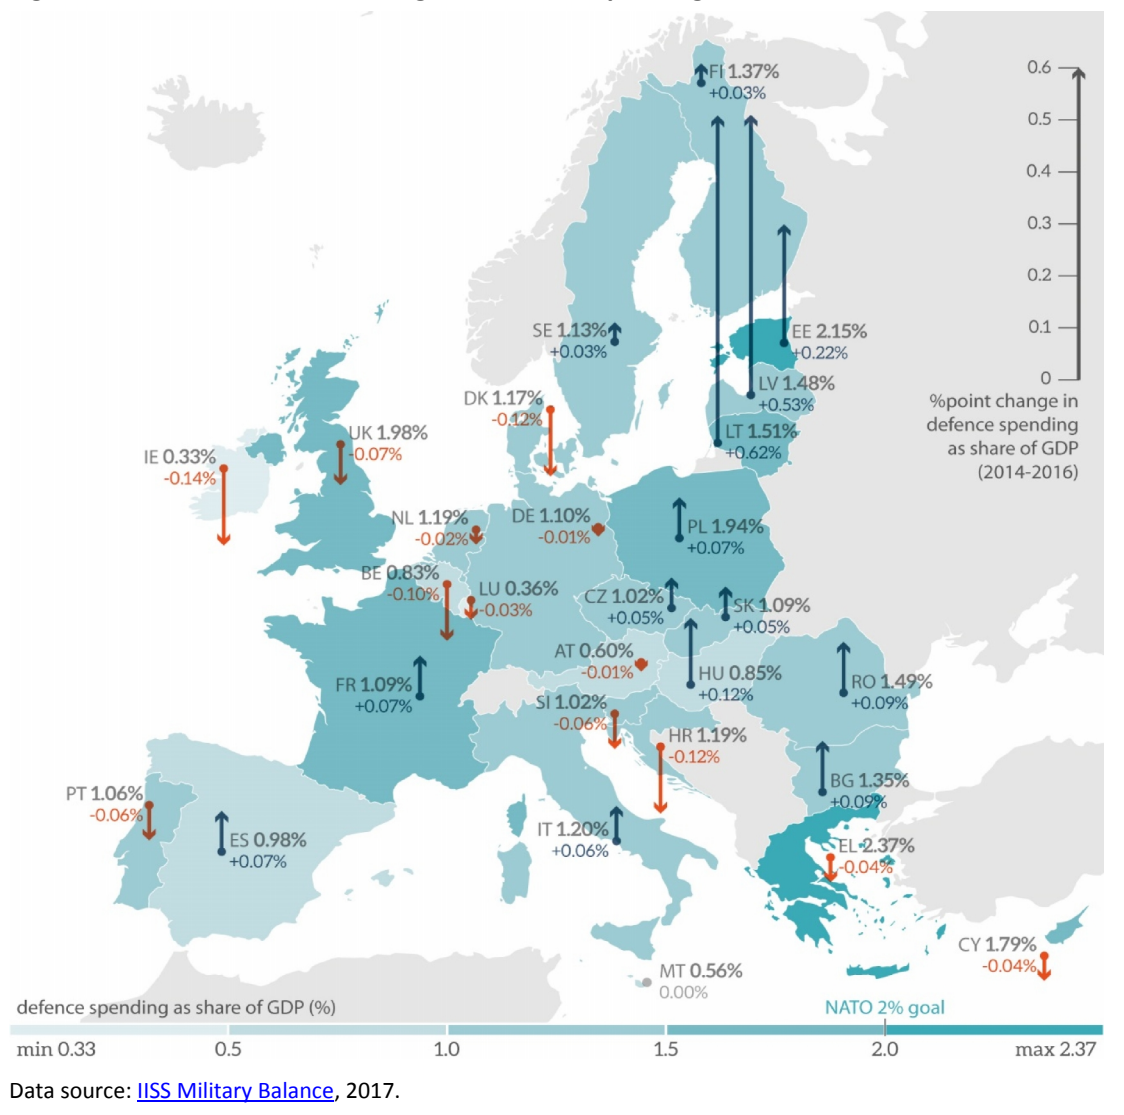 FI 1.37%
+0.03%
0.6
0.5
0.4
0.3
0.2
0.1
0
%point change in
defence spending
as share of GDP
(2014-2016)
SE 1.13%
+0.03%
EE 2.15%
+0.22%
LV 1.48%
+0.53%
LT 1.51%
+0.62%
DK 1.17%
-0.12%
UK 1.98%
-0.07%
IE 0.33%
-0.14%
NL 1.19%
-0.02%
DE 1.10%
-0.01%
PL 1.94%
+0.07%
BE 0.83%
-0.10%
LU 0.36%
-0.03%
CZ 1.02%
+0.05%
SK 1.09%
+0.05%
AT 0.60%
-0.01%
HU 0.85%
+0.12%
RO 1.49%
+0.09%
FR 1.09%
+0.07%
SI 1.02%
-0.06%
HR 1.19%
-0.12%
BG 1.35%
+0.09%
PT 1.06%
-0.06%
ES 0.98%
+0.07%
IT 1.20%
+0.06%
EL 2.37%
-0.04%
CY 1.79%
-0.04%
MT 0.56%
0.00%
defence spending as share of GDP (%)
NATO 2% goal
min 0.33
0.5
1.0
1.5
2.0
max 2.37
Data source: IISS Military Balance, 2017.